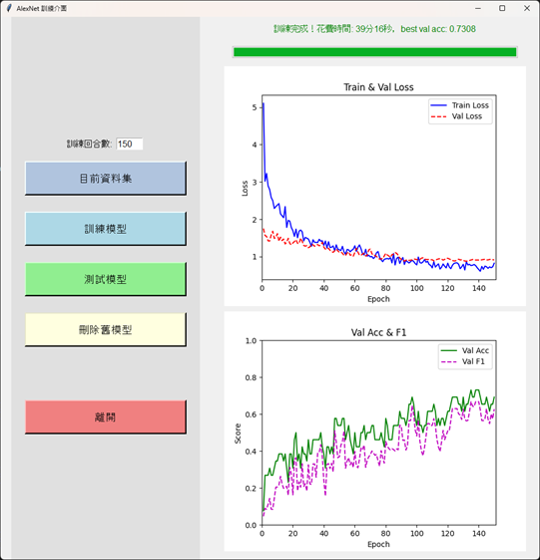 AlexNet 訓練介面
訓練完成！花費時間: 39分16秒，best val acc: 0.7308
訓練回合數: 150
目前資料集
訓練模型
測試模型
刪除舊模型
離開
Train & Val Loss
Train Loss
Val Loss
Loss
5
4
3
2
1
0 20 40 60 80 100 120 140
Epoch
Val Acc & F1
Val Acc
Val F1
Score
1.0
0.8
0.6
0.4
0.2
0.0
0 20 40 60 80 100 120 140
Epoch